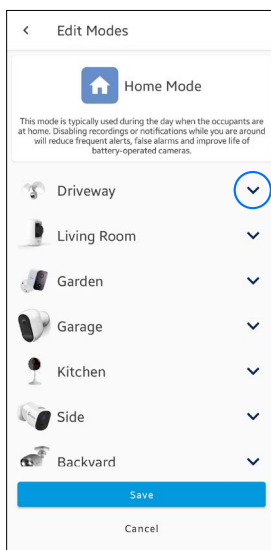 Edit Modes
Home Mode
This mode is typically used during the day when the occupants are
at home. Disabling recordings or notifications while you are around
will reduce frequent alerts, false alarms and improve life of
battery-operated cameras.
Driveway
Living Room
Garden
Garage
Kitchen
Side
Backyard
Save
Cancel